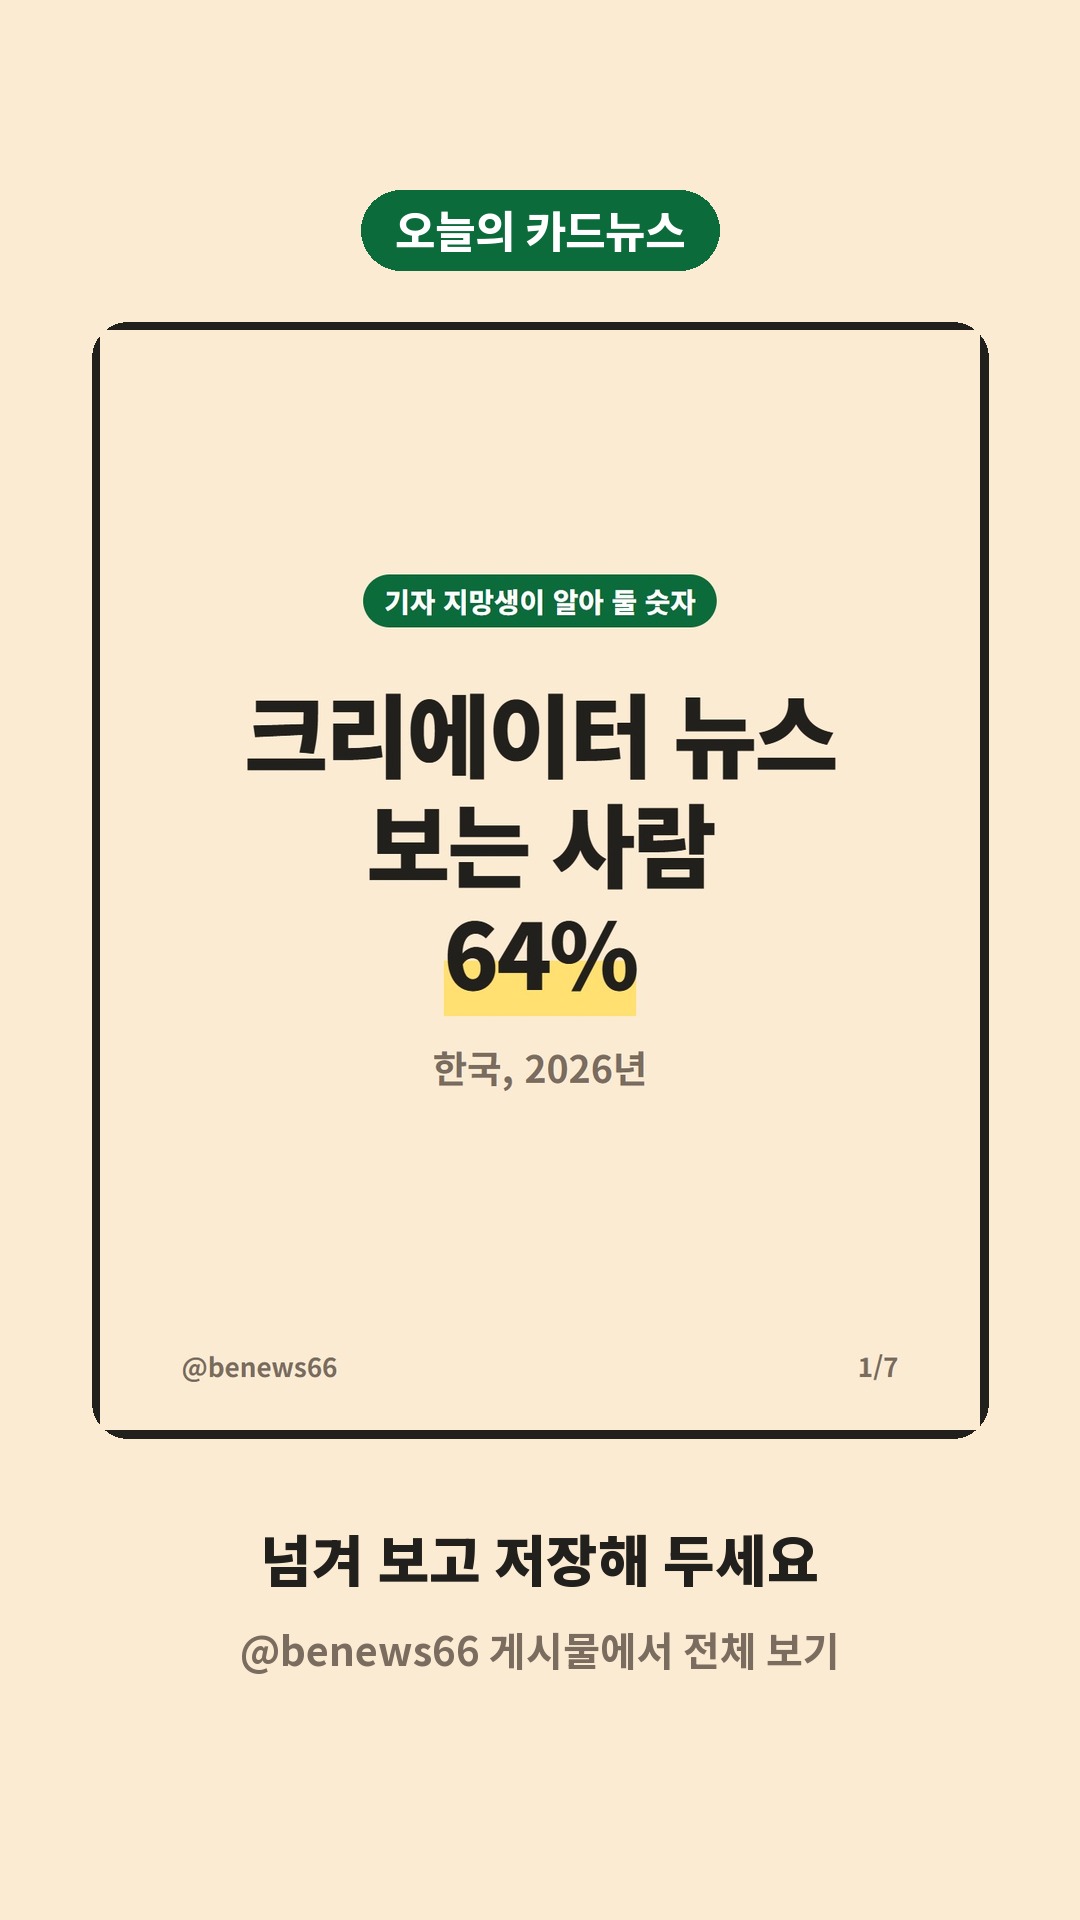 오늘의 카드뉴스
기자 지망생이 알아 둘 숫자
크리에이터 뉴스
보는 사람
64%
한국, 2026년
@benews66
1/7
넘겨 보고 저장해 두세요
@benews66 게시물에서 전체 보기